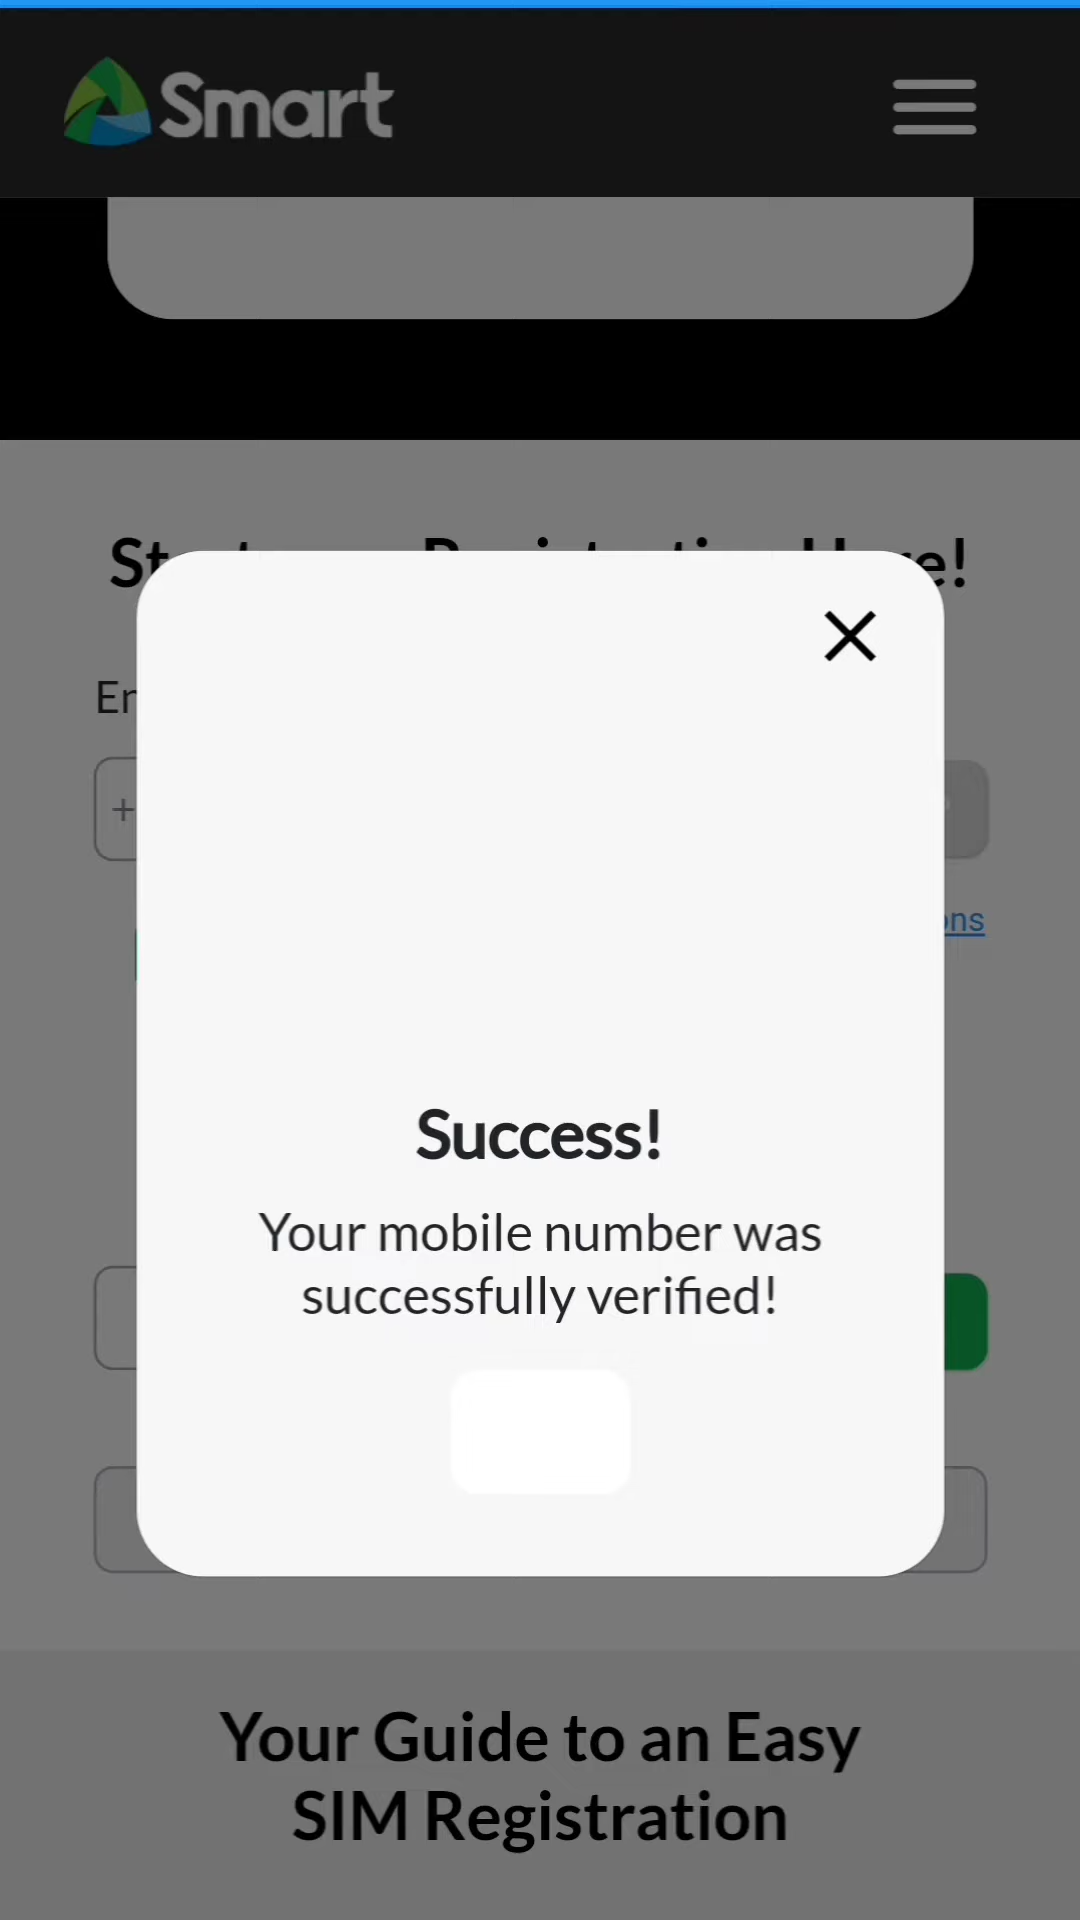 Smart
Success!
Your mobile number was
successfully verified!
Your Guide to an Easy
SIM Registration